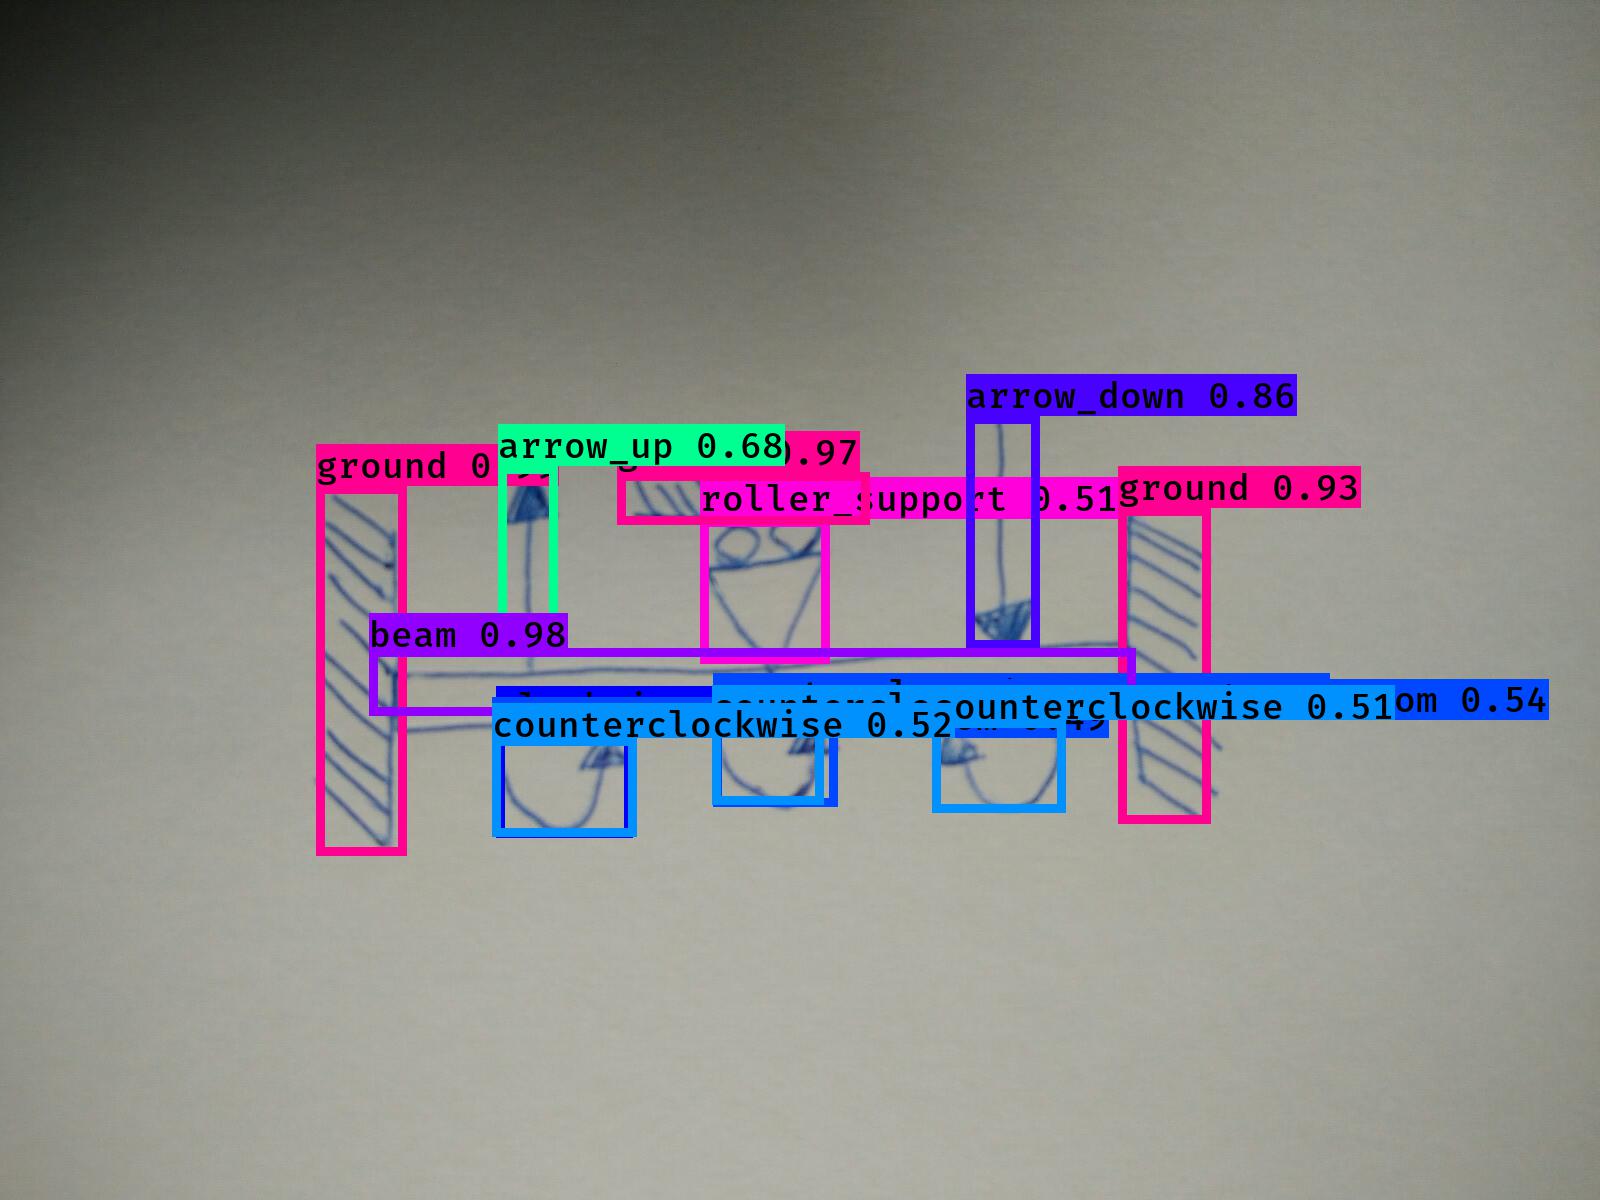 arrow_down 0.86
arrow_up 0.68
0.97
ground 0
roller_support 0.51
ground 0.93
beam 0.98
counterclockwise 0.52
ounterclockwise 0.51
om 0.54